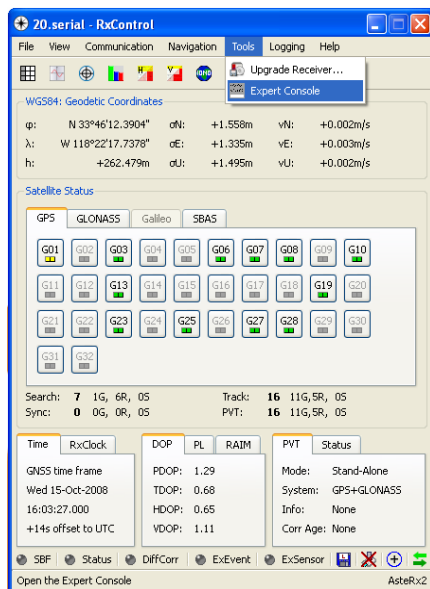 20.serial - RxControl
File View Communication Navigation Tools Logging Help
Upgrade Receiver...
Expert Console
WGS84: Geodetic Coordinates
φ: N 33°46'12.3904" σN: +1.558m vN: +0.002m/s
λ: W 118°22'17.7378" σE: +1.335m vE: +0.003m/s
h: +262.479m σU: +1.495m vU: +0.002m/s
Satellite Status
GPS GLONASS Galileo SBAS
G01 G02 G03 G04 G05 G06 G07 G08 G09 G10
G11 G12 G13 G14 G15 G16 G17 G18 G19 G20
G21 G22 G23 G24 G25 G26 G27 G28 G29 G30
G31 G32
Search: 7 1G, 6R, 0S Track: 16 11G,5R, 0S
Sync: 0 0G, 0R, 0S PVT: 16 11G,5R, 0S
Time RxClock DOP PL RAIM PVT Status
GNSS time frame PDOP: 1.29 Mode: Stand-Alone
Wed 15-Oct-2008 TDOP: 0.68 System: GPS+GLONASS
16:03:27.000 HDOP: 0.65 Info: None
+14s offset to UTC VDOP: 1.11 Corr Age: None
SBF Status DiffCorr ExEvent ExSensor
Open the Expert Console AsteRx2